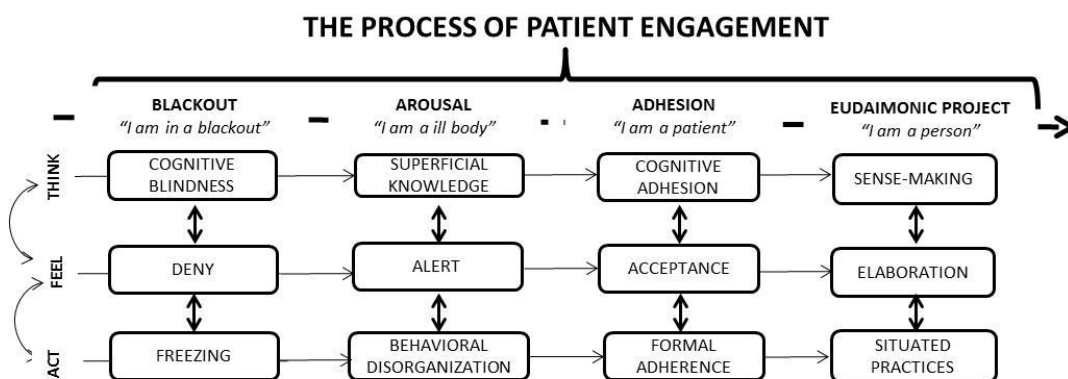 THE PROCESS OF PATIENT ENGAGEMENT
BLACKOUT
"I am in a blackout"
AROUSAL
"I am a ill body"
ADHESION
"I am a patient"
EUDAIMONIC PROJECT
"I am a person"
THINK
COGNITIVE
BLINDNESS
SUPERFICIAL
KNOWLEDGE
COGNITIVE
ADHESION
SENSE-MAKING
FEEL
DENY
ALERT
ACCEPTANCE
ELABORATION
ACT
FREEZING
BEHAVIORAL
DISORGANIZATION
FORMAL
ADHERENCE
SITUATED
PRACTICES